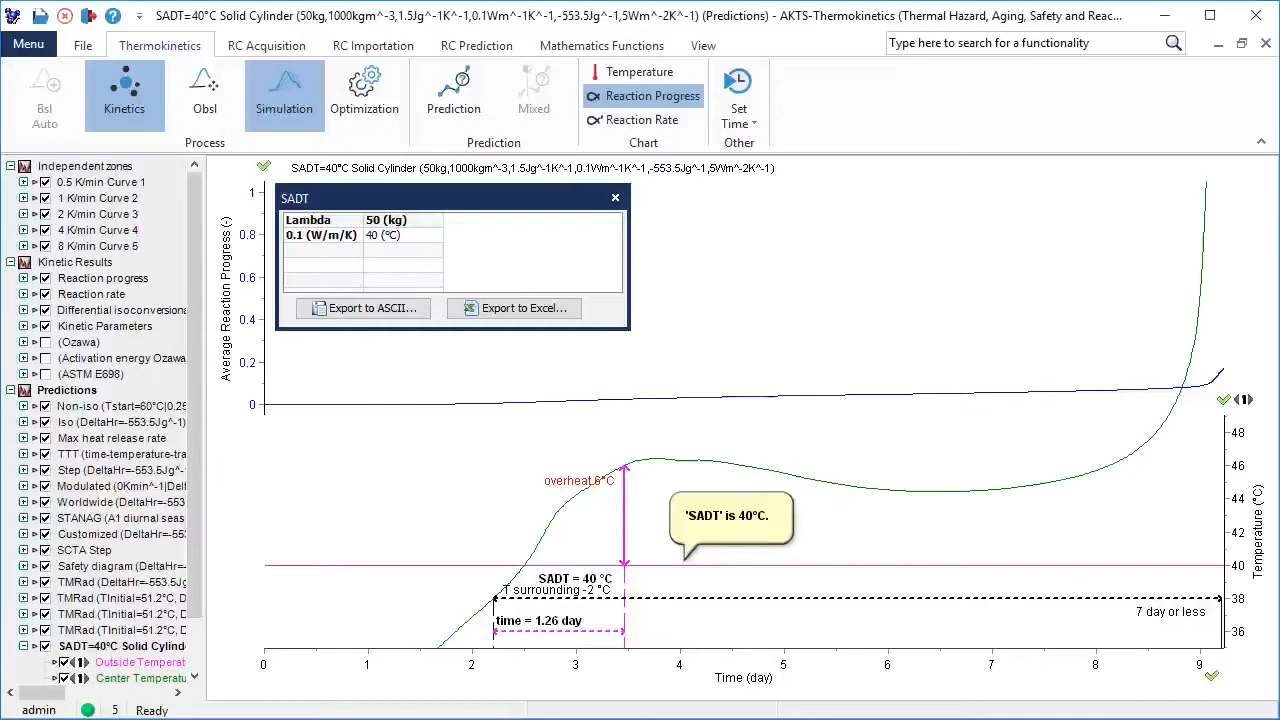 SADT=40°C Solid Cylinder (50kg,1000kgm^-3,1.5Jg^-1K^-1,0.1Wm^-1K^-1,-553.5Jg^-1,5Wm^-2K^-1) (Prediction) - AKTS-Thermokinetics (Thermal Hazard, Aging, Safety and Reac...
Menu File Thermokinetics RC Acquisition RC Importation RC Prediction Mathematics Functions View Type here to search for a functionality
Bsl Auto
Kinetics
Obsl
Simulation
Optimization
Process
Prediction
Mixed
Prediction
Temperature
Reaction Progress
Reaction Rate
Chart
Set Time
Other
Independent zones
0.5 K/min Curve 1
1 K/min Curve 2
2 K/min Curve 3
4 K/min Curve 4
8 K/min Curve 5
Kinetic Results
Reaction progress
Reaction rate
Differential isoconversiona
Kinetic Parameters
(Ozawa)
(Activation energy Ozawa
(ASTM E698)
Predictions
Non-iso (Tstart=60°C|0.25
Iso (DeltaHr=-553.5Jg^-1)
Max heat release rate
TTT (time-temperature-tra
Step (DeltaHr=-553.5Jg^-
Modulated (0Kmin^-1|Delt
Worldwide (DeltaHr=-553
STANAG (A1 diurnal seas
Customized (DeltaHr=-553
SCTA Step
Safety diagram (DeltaHr=
TMRad (DeltaHr=-553.5Jg
TMRad (TInitial=51.2°C, D
TMRad (TInitial=51.2°C, D
TMRad (TInitial=51.2°C, D
SADT=40°C Solid Cylind
(1) Outside Temperat
(1) Center Temperatu
SADT=40°C Solid Cylinder (50kg,1000kgm^-3,1.5Jg^-1K^-1,0.1Wm^-1K^-1,-553.5Jg^-1,5Wm^-2K^-1)
SADT
Lambda 50 (kg)
0.1 (W/m/K) 40 (°C)
Export to ASCII... Export to Excel...
Average Reaction Progress (-)
1
0.8
0.6
0.4
0.2
0
(1)
overheat 6°C
'SADT' is 40°C.
SADT = 40 °C
T surrounding -2 °C
7 day or less
time = 1.26 day
48
46
44
42
40
38
36
Temperature (°C)
0 1 2 3 4 5 6 7 8 9
Time (day)
admin 5 Ready